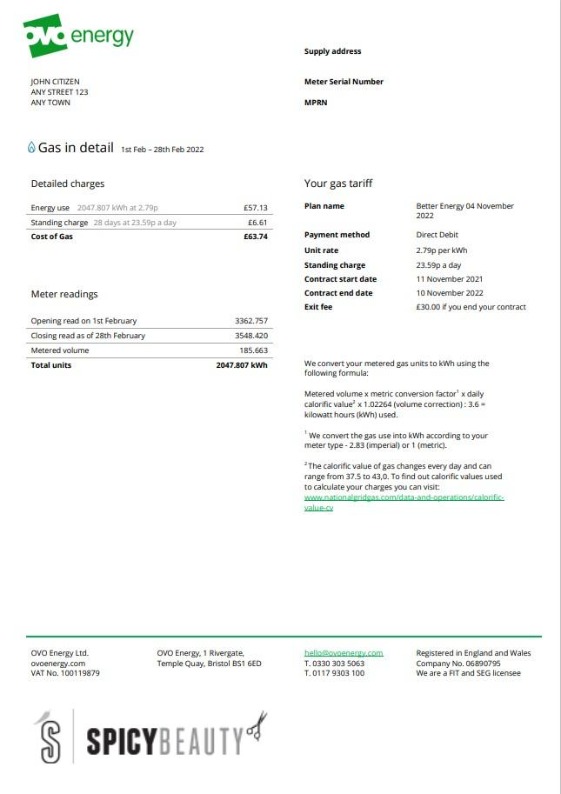 ovo energy
Supply address
JOHN CITIZEN
ANY STREET 123
ANY TOWN
Meter Serial Number
MPRN
Gas in detail 1st Feb – 28th Feb 2022
Detailed charges
Energy use 2047.807 kWh at 2.79p £57.13
Standing charge 28 days at 23.59p a day £6.61
Cost of Gas £63.74
Meter readings
Opening read on 1st February 3362.757
Closing read as of 28th February 3548.420
Metered volume 185.663
Total units 2047.807 kWh
Your gas tariff
Plan name Better Energy 04 November
2022
Payment method Direct Debit
Unit rate 2.79p per kWh
Standing charge 23.59p a day
Contract start date 11 November 2021
Contract end date 10 November 2022
Exit fee £30.00 if you end your contract
We convert your metered gas units to kWh using the
following formula:
Metered volume x metric conversion factor¹ x daily
calorific value² x 1.02264 (volume correction) : 3.6 =
kilowatt hours (kWh) used.
¹ We convert the gas use into kWh according to your
meter type - 2.83 (imperial) or 1 (metric).
² The calorific value of gas changes every day and can
range from 37.5 to 43,0. To find out calorific values used
to calculate your charges you can visit:
www.nationalgridgas.com/data-and-operations/calorific-
value-cv
OVO Energy Ltd.
ovoenergy.com
VAT No. 100119879
OVO Energy, 1 Rivergate,
Temple Quay, Bristol BS1 6ED
hello@ovoenergy.com
T. 0330 303 5063
T. 0117 9303 100
Registered in England and Wales
Company No. 06890795
We are a FIT and SEG licensee
S SPICYBEAUTY